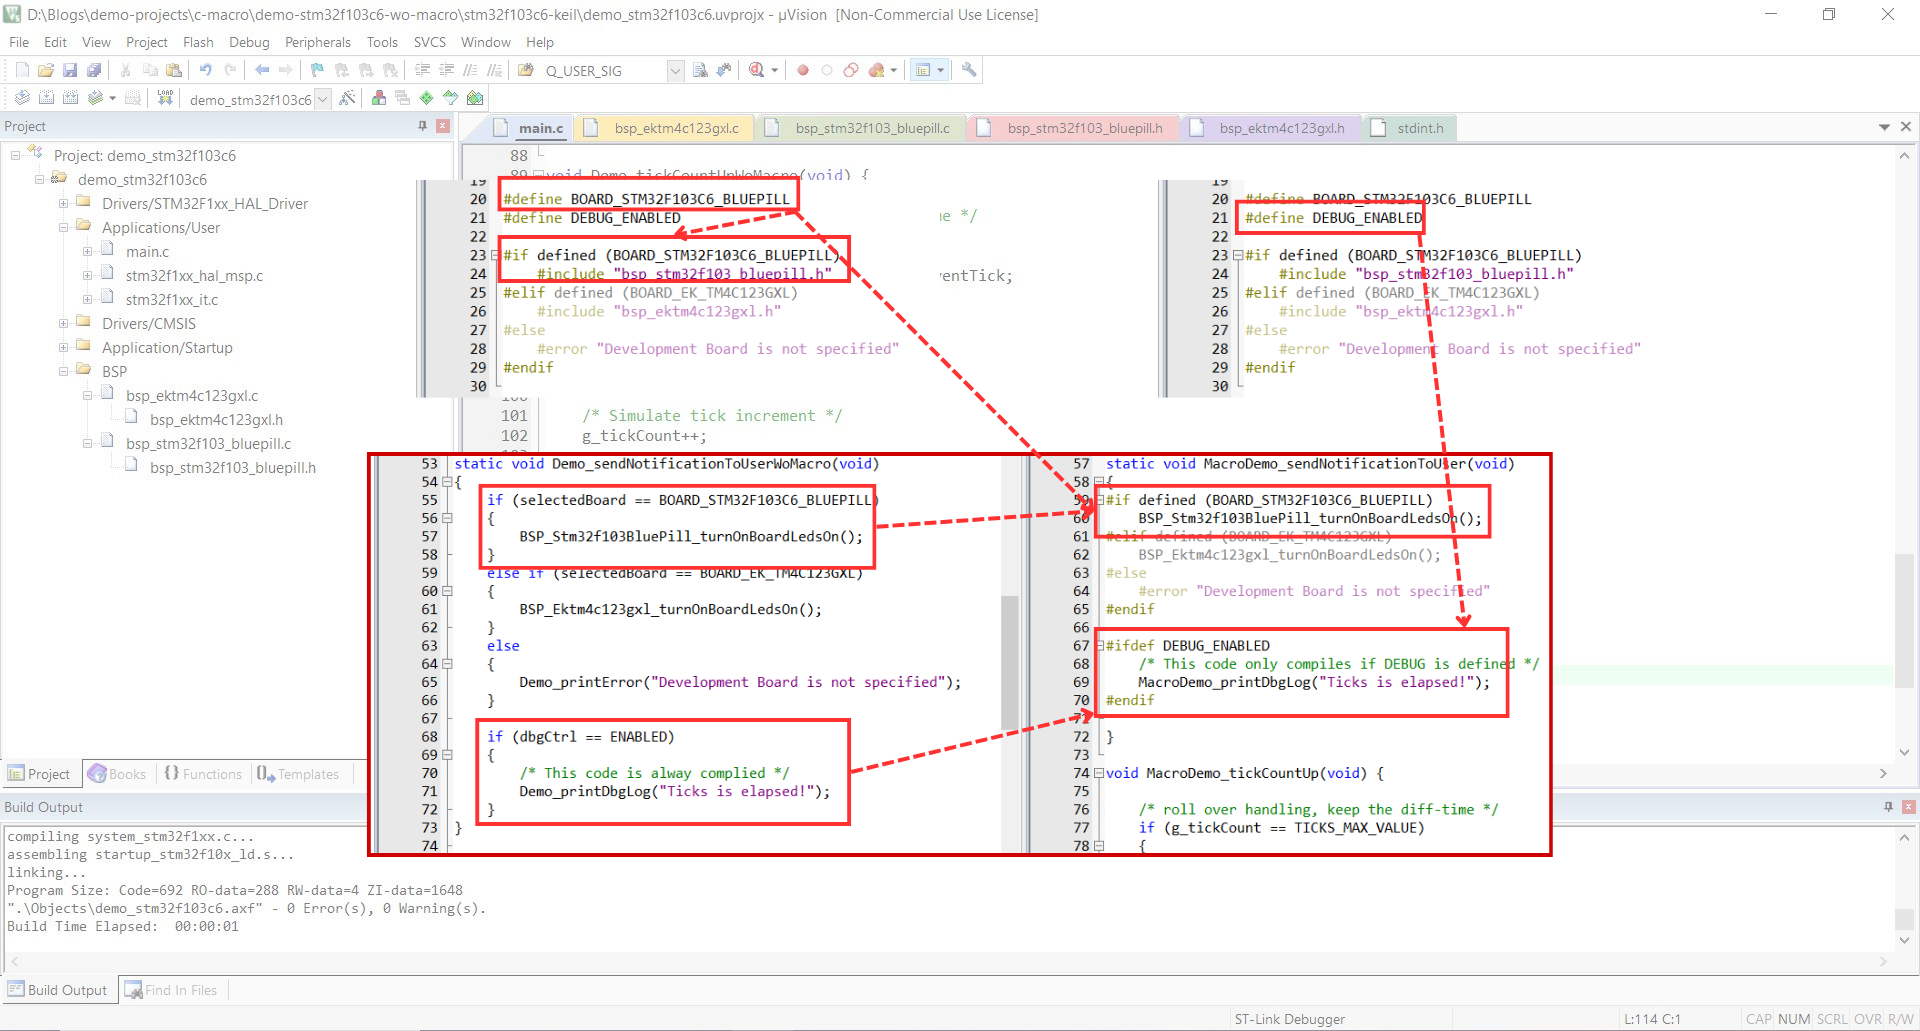 D:\Blogs\demo-projects\c-macro\demo-stm32f103c6-wo-macro\stm32f103c6-keil\demo_stm32f103c6.uvprojx - µVision [Non-Commercial Use License]
File Edit View Project Flash Debug Peripherals Tools SVCS Window Help
Q_USER_SIG
LOAD demo_stm32f103c6
Project
Project: demo_stm32f103c6
demo_stm32f103c6
Drivers/STM32F1xx_HAL_Driver
Applications/User
main.c
stm32f1xx_hal_msp.c
stm32f1xx_it.c
Drivers/CMSIS
Application/Startup
BSP
bsp_ektm4c123gxl.c
bsp_ektm4c123gxl.h
bsp_stm32f103_bluepill.c
bsp_stm32f103_bluepill.h
Project Books Functions Templates
main.c bsp_ektm4c123gxl.c bsp_stm32f103_bluepill.c bsp_stm32f103_bluepill.h bsp_ektm4c123gxl.h stdint.h
88
89 void Demo_tickCountUpWoMacro(void) {
19
20 #define BOARD_STM32F103C6_BLUEPILL
21 #define DEBUG_ENABLED
22
23 #if defined (BOARD_STM32F103C6_BLUEPILL)
24 #include "bsp_stm32f103_bluepill.h"
25 #elif defined (BOARD_EK_TM4C123GXL)
26 #include "bsp_ektm4c123gxl.h"
27 #else
28 #error "Development Board is not specified"
29 #endif
30
ue */
ventTick;
19
20 #define BOARD_STM32F103C6_BLUEPILL
21 #define DEBUG_ENABLED
22
23 #if defined (BOARD_STM32F103C6_BLUEPILL)
24 #include "bsp_stm32f103_bluepill.h"
25 #elif defined (BOARD_EK_TM4C123GXL)
26 #include "bsp_ektm4c123gxl.h"
27 #else
28 #error "Development Board is not specified"
29 #endif
30
100
101 /* Simulate tick increment */
102 g_tickCount++;
53 static void Demo_sendNotificationToUserWoMacro(void)
54 {
55 if (selectedBoard == BOARD_STM32F103C6_BLUEPILL)
56 {
57 BSP_Stm32f103BluePill_turnOnBoardLedsOn();
58 }
59 else if (selectedBoard == BOARD_EK_TM4C123GXL)
60 {
61 BSP_Ektm4c123gxl_turnOnBoardLedsOn();
62 }
63 else
64 {
65 Demo_printError("Development Board is not specified");
66 }
67
68 if (dbgCtrl == ENABLED)
69 {
70 /* This code is alway complied */
71 Demo_printDbgLog("Ticks is elapsed!");
72 }
73 }
74
57 static void MacroDemo_sendNotificationToUser(void)
58 {
59 #if defined (BOARD_STM32F103C6_BLUEPILL)
60 BSP_Stm32f103BluePill_turnOnBoardLedsOn();
61 #elif defined (BOARD_EK_TM4C123GXL)
62 BSP_Ektm4c123gxl_turnOnBoardLedsOn();
63 #else
64 #error "Development Board is not specified"
65 #endif
66
67 #ifdef DEBUG_ENABLED
68 /* This code only compiles if DEBUG is defined */
69 MacroDemo_printDbgLog("Ticks is elapsed!");
70 #endif
71
72 }
73
74 void MacroDemo_tickCountUp(void) {
75
76 /* roll over handling, keep the diff-time */
77 if (g_tickCount == TICKS_MAX_VALUE)
78 {
Build Output
compiling system_stm32f1xx.c...
assembling startup_stm32f10x_ld.s...
linking...
Program Size: Code=692 RO-data=288 RW-data=4 ZI-data=1648
".\Objects\demo_stm32f103c6.axf" - 0 Error(s), 0 Warning(s).
Build Time Elapsed: 00:00:01
Build Output Find In Files
ST-Link Debugger L:114 C:1 CAP NUM SCRL OVR R/W